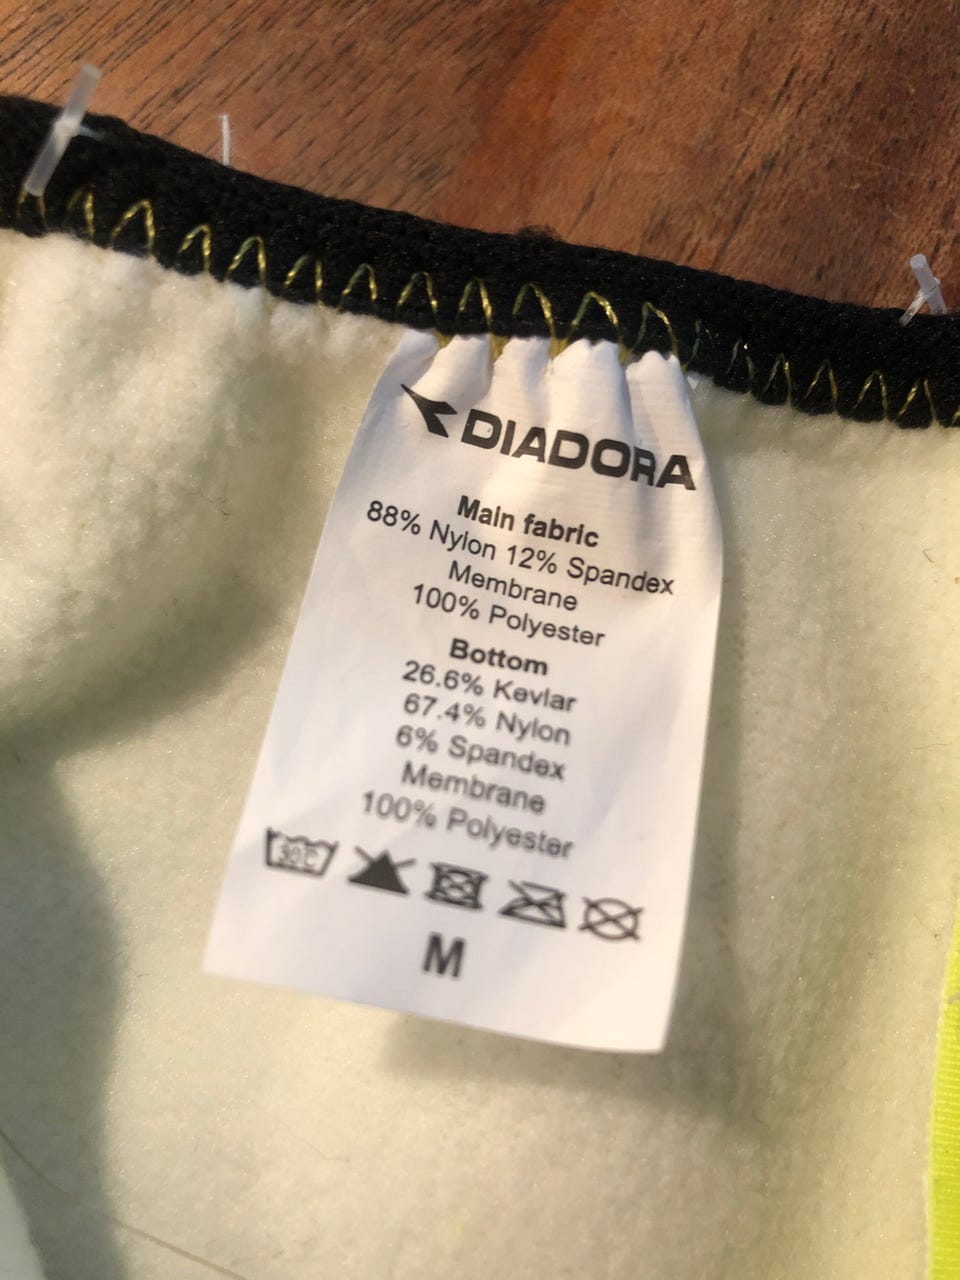 DIADORA
Main fabric
88% Nylon 12% Spandex
Membrane
100% Polyester
Bottom
26.6% Kevlar
67.4% Nylon
6% Spandex
Membrane
100% Polyester
30°C
M